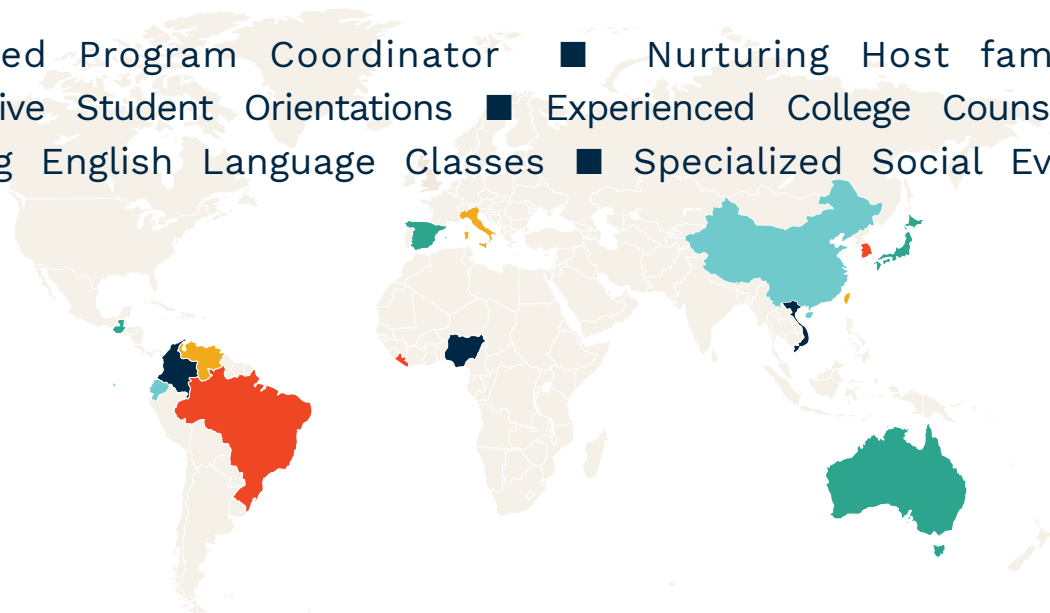 ed Program Coordinator ■ Nurturing Host fam
ive Student Orientations ■ Experienced College Couns
g English Language Classes ■ Specialized Social Ev